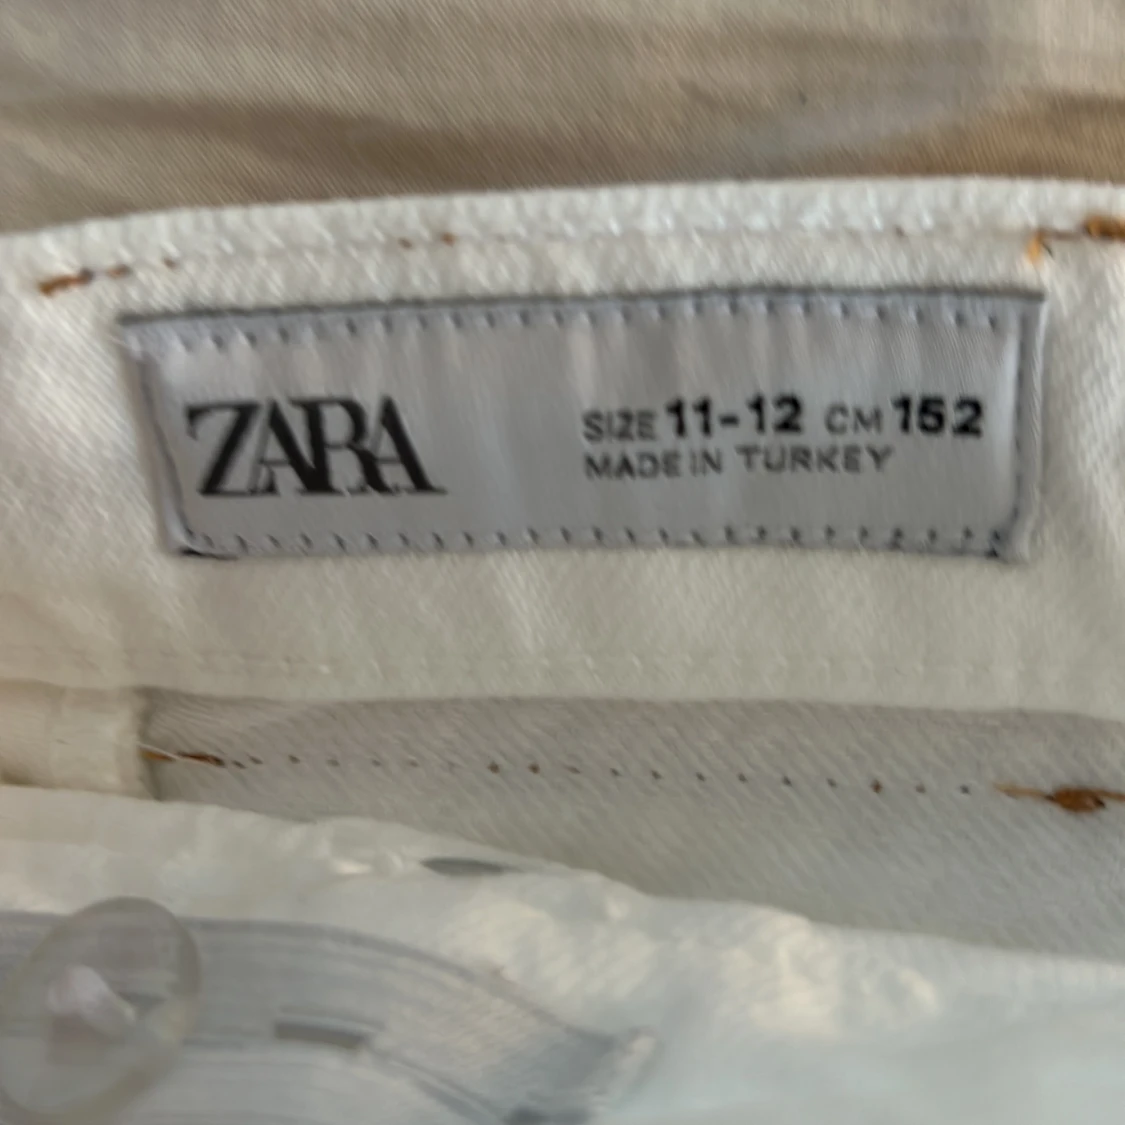 ZARA
SIZE 11-12 CM 152
MADE IN TURKEY